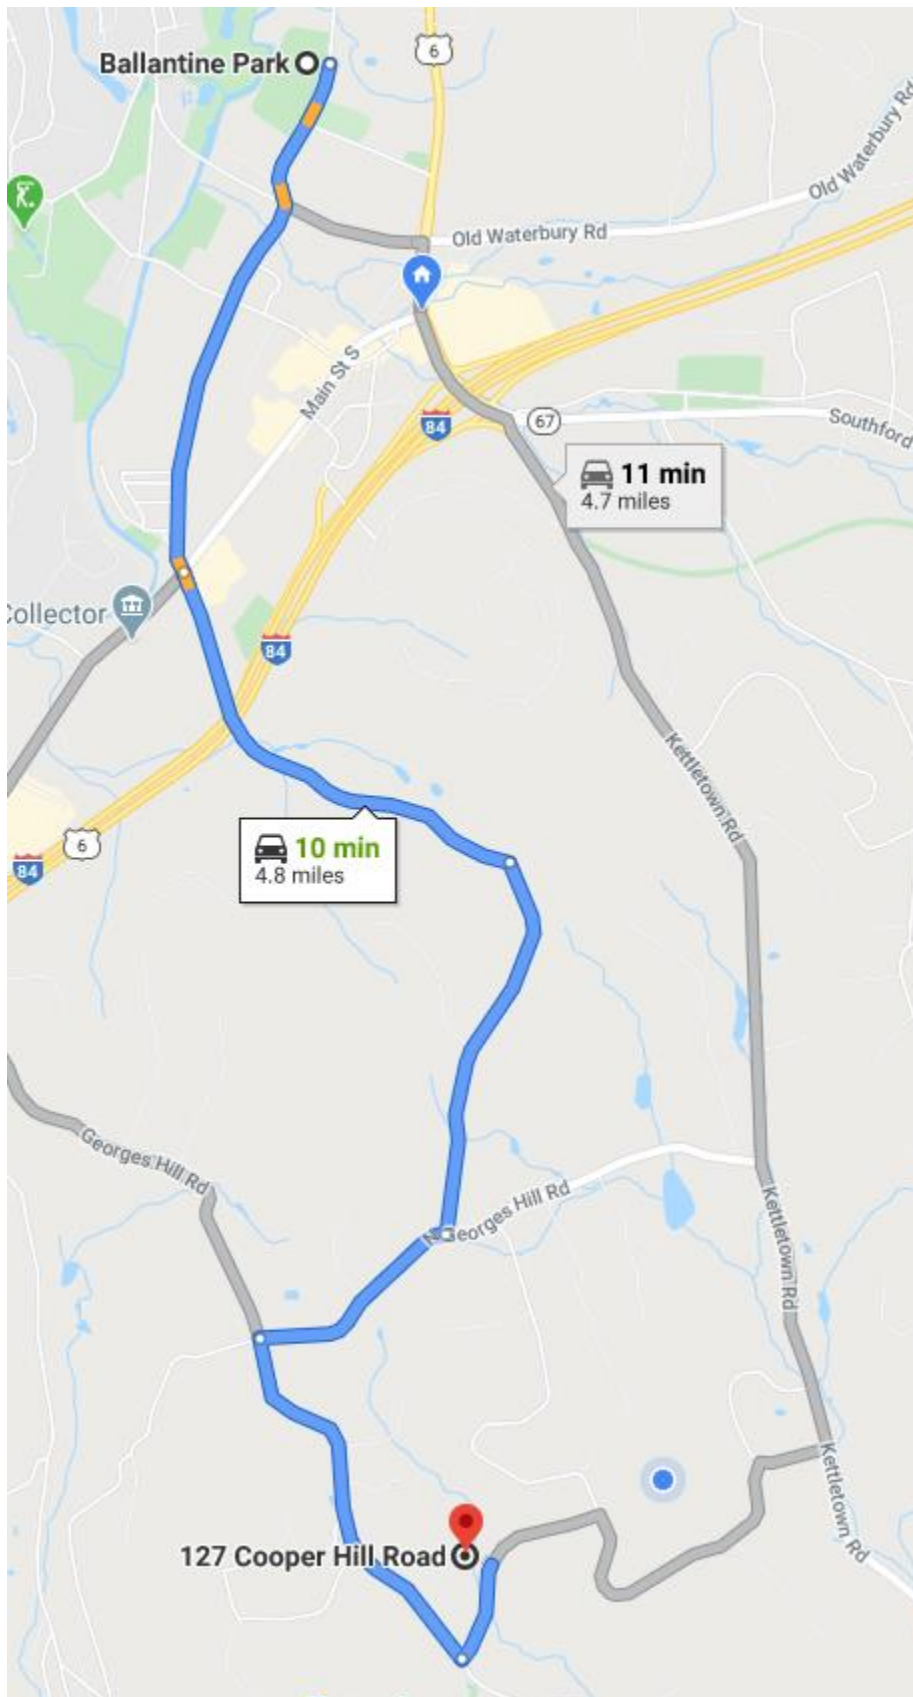 6
Ballantine Park
Old Waterbury Rd
Old Waterbury Rd
Main St S
84
67
Southford
11 min
4.7 miles
Collector
84
Kettletown Rd
10 min
4.8 miles
6
84
Georges Hill Rd
N Georges Hill Rd
Kettletown Rd
Kettletown Rd
127 Cooper Hill Road